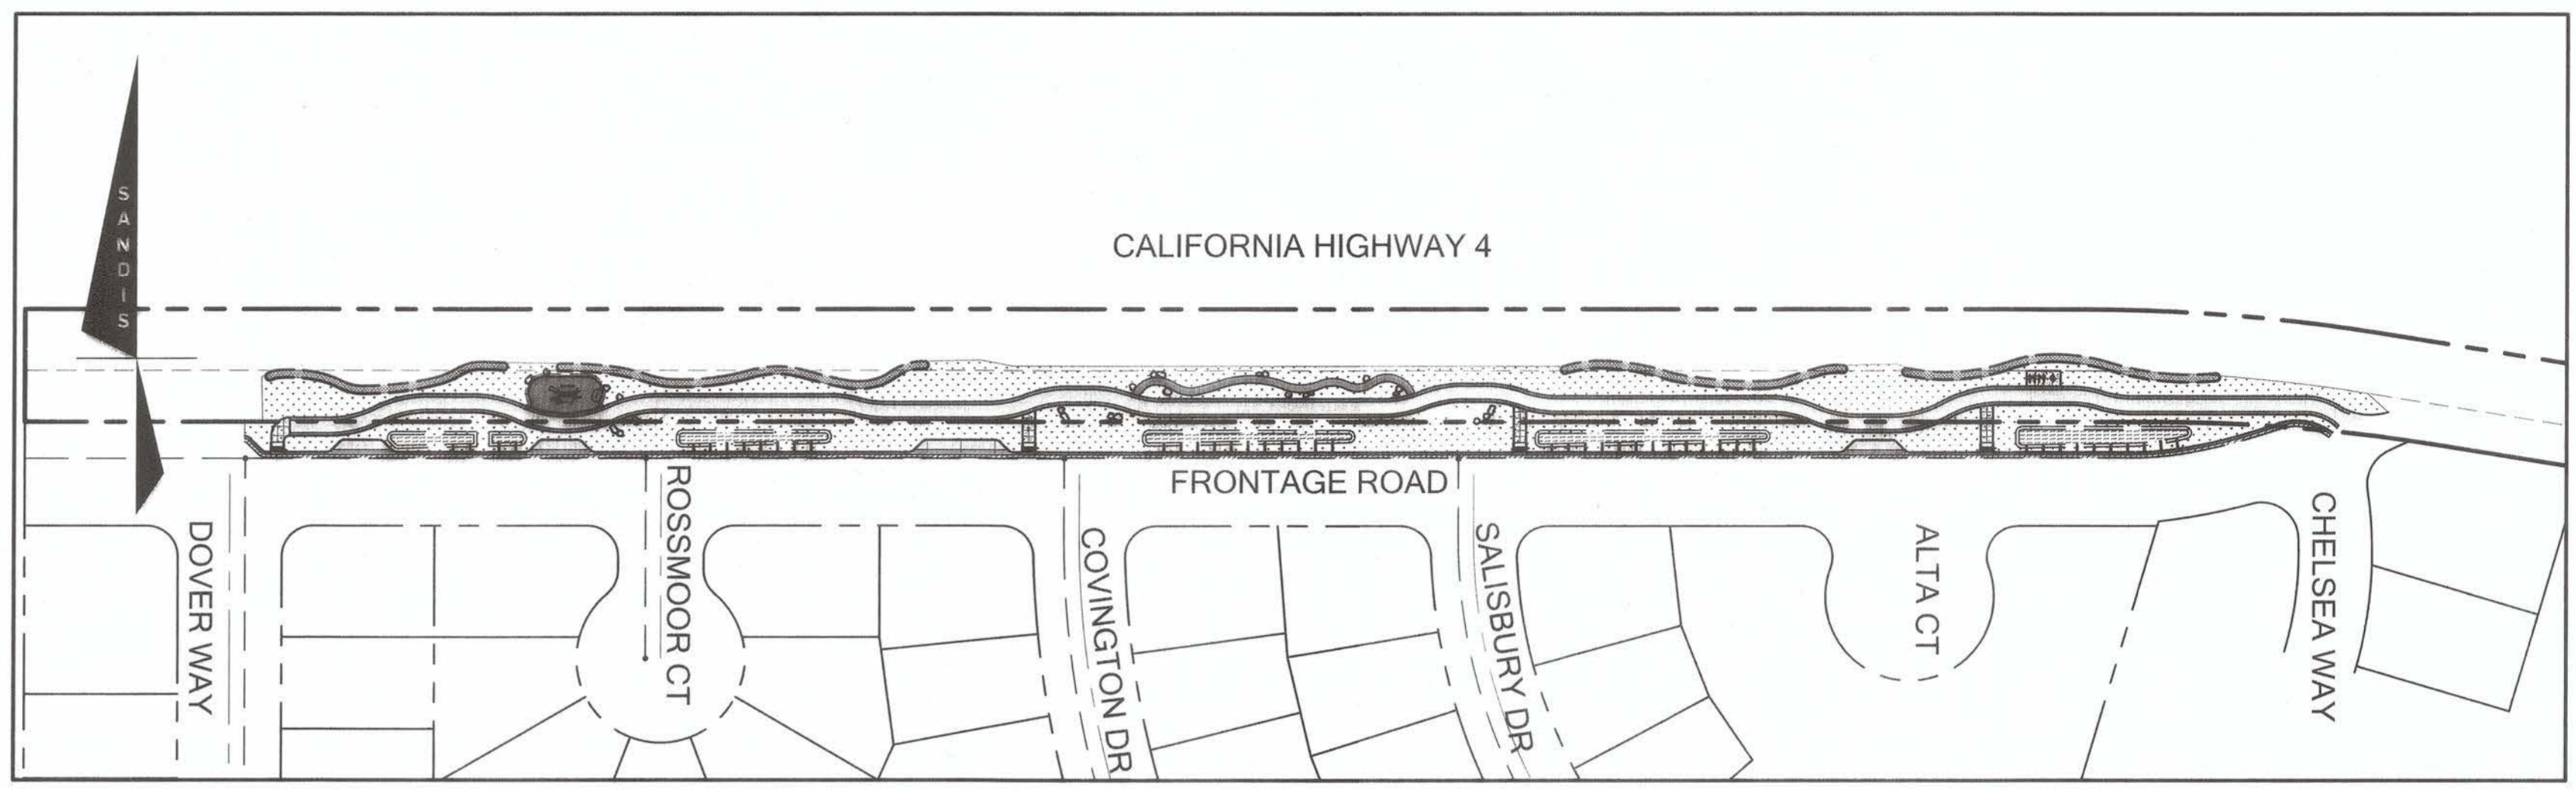 SANDIS
CALIFORNIA HIGHWAY 4
FRONTAGE ROAD
DOVER WAY
ROSSMOOR CT
COVINGTON DR
SALISBURY DR
ALTA CT
CHELSEA WAY